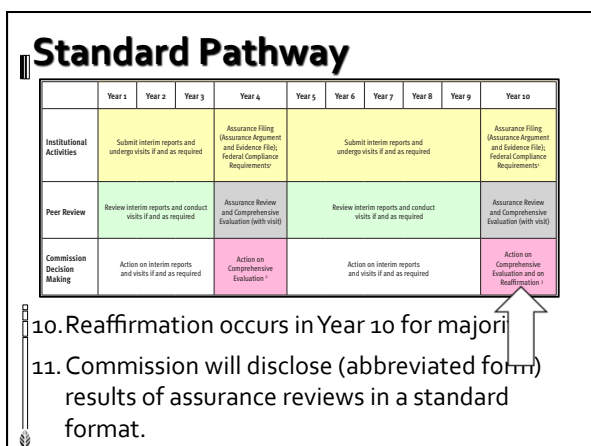 Standard Pathway
Year 1 Year 2 Year 3 Year 4 Year 5 Year 6 Year 7 Year 8 Year 9 Year 10
Institutional Activities
Submit interim reports and
undergo visits if and as required
Assurance Filing
(Assurance Argument
and Evidence File);
Federal Compliance
Requirements¹
Submit interim reports and
undergo visits if and as required
Assurance Filing
(Assurance Argument
and Evidence File);
Federal Compliance
Requirements¹
Peer Review
Review interim reports and conduct
visits if and as required
Assurance Review
and Comprehensive
Evaluation (with visit)
Review interim reports and conduct
visits if and as required
Assurance Review
and Comprehensive
Evaluation (with visit)
Commission
Decision
Making
Action on interim reports
and visits if and as required
Action on
Comprehensive
Evaluation ²
Action on interim reports
and visits if and as required
Action on
Comprehensive
Evaluation and on
Reaffirmation ³
10. Reaffirmation occurs in Year 10 for
11. Commission will disclose (abbreviated form)
results of assurance reviews in a standard
format.